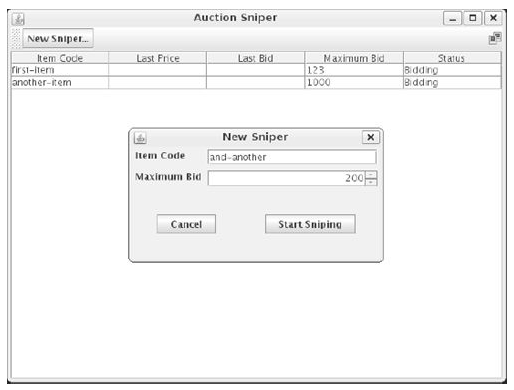 Auction Sniper
New Sniper...
Item Code Last Price Last Bid Maximum Bid Status
first-item 123 Bidding
another-item 1000 Bidding
New Sniper
Item Code and-another
Maximum Bid 200
Cancel Start Sniping